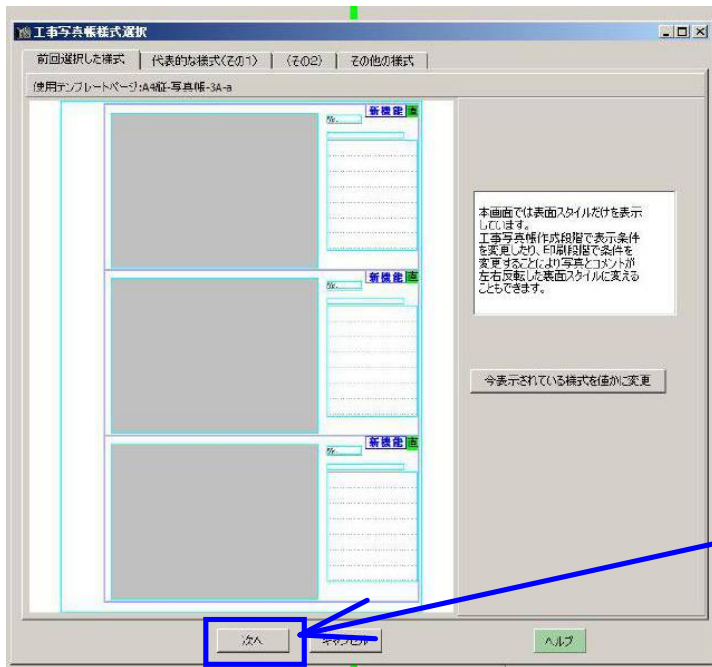 工事写真帳様式選択
前回選択した様式 代表的な様式(その1) (その2) その他の様式
使用テンプレートページ:A4縦-写真帳-3A-a
新機能 直
No.
本画面では表面スタイルだけを表示
しています。
工事写真帳作成段階で表示条件
を変更したり、印刷段階で条件を
変更することにより写真とコメントが
左右反転した裏面スタイルに変える
こともできます。
新機能 直
No.
今表示されている様式を僅かに変更
新機能 直
No.
次へ キャンセル ヘルプ